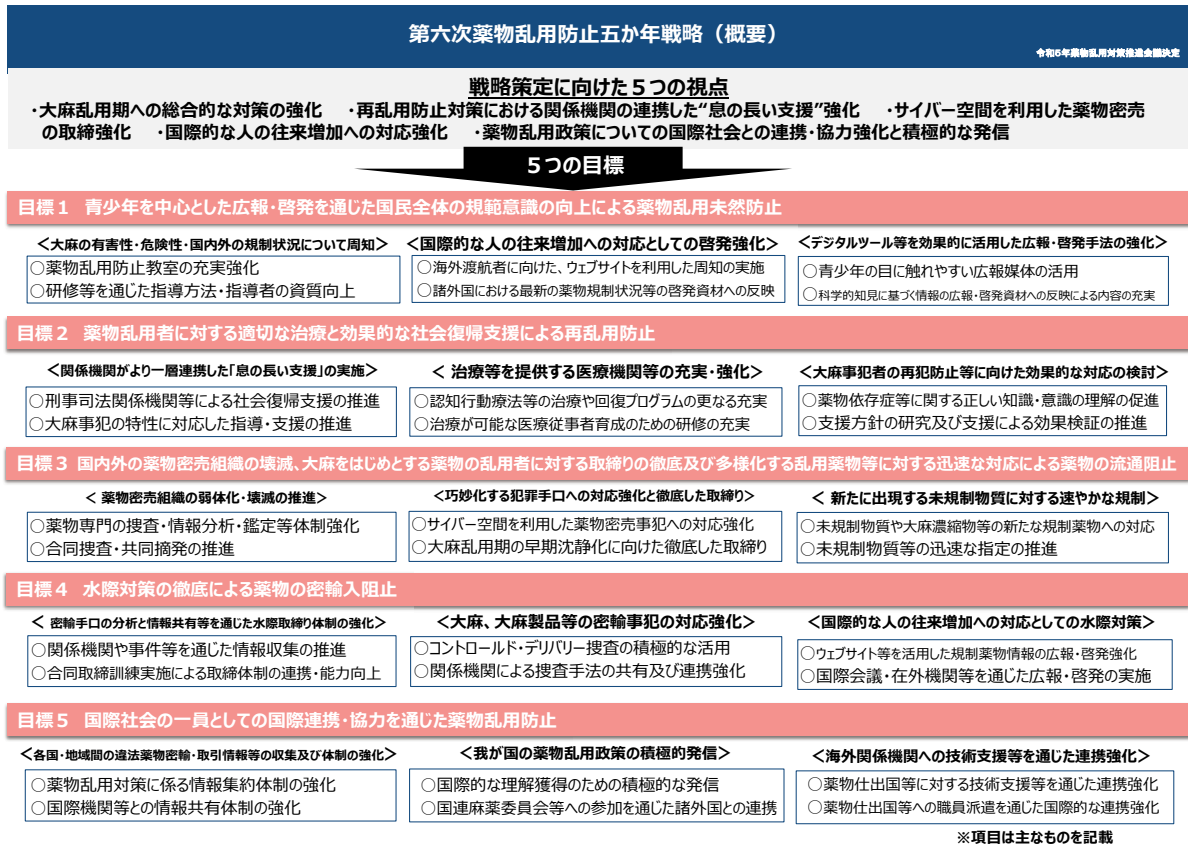 第六次薬物乱用防止五か年戦略（概要）
令和5年薬物乱用対策推進会議決定
戦略策定に向けた５つの視点
・大麻乱用期への総合的な対策の強化　・再乱用防止対策における関係機関の連携した“息の長い支援”強化　・サイバー空間を利用した薬物密売
の取締強化　・国際的な人の往来増加への対応強化　・薬物乱用政策についての国際社会との連携・協力強化と積極的な発信
５つの目標
目標１　青少年を中心とした広報・啓発を通じた国民全体の規範意識の向上による薬物乱用未然防止
＜大麻の有害性・危険性・国内外の規制状況について周知＞
○薬物乱用防止教室の充実強化
○研修等を通じた指導方法・指導者の資質向上
＜国際的な人の往来増加への対応としての啓発強化＞
○海外渡航者に向けた、ウェブサイトを利用した周知の実施
○諸外国における最新の薬物規制状況等の啓発資材への反映
＜デジタルツール等を効果的に活用した広報・啓発手法の強化＞
○青少年の目に触れやすい広報媒体の活用
○科学的知見に基づく情報の広報・啓発資材への反映による内容の充実
目標２　薬物乱用者に対する適切な治療と効果的な社会復帰支援による再乱用防止
＜関係機関がより一層連携した「息の長い支援」の実施＞
○刑事司法関係機関等による社会復帰支援の推進
○大麻事犯の特性に対応した指導・支援の推進
＜ 治療等を提供する医療機関等の充実・強化＞
○認知行動療法等の治療や回復プログラムの更なる充実
○治療が可能な医療従事者育成のための研修の充実
＜大麻事犯者の再犯防止等に向けた効果的な対応の検討＞
○薬物依存症等に関する正しい知識・意識の理解の促進
○支援方針の研究及び支援による効果検証の推進
目標３　国内外の薬物密売組織の壊滅、大麻をはじめとする薬物の乱用者に対する取締りの徹底及び多様化する乱用薬物等に対する迅速な対応による薬物の流通阻止
＜ 薬物密売組織の弱体化・壊滅の推進＞
○薬物専門の捜査・情報分析・鑑定等体制強化
○合同捜査・共同摘発の推進
＜巧妙化する犯罪手口への対応強化と徹底した取締り＞
○サイバー空間を利用した薬物密売事犯への対応強化
○大麻乱用期の早期沈静化に向けた徹底した取締り
＜ 新たに出現する未規制物質に対する速やかな規制＞
○未規制物質や大麻濃縮物等の新たな規制薬物への対応
○未規制物質等の迅速な指定の推進
目標４　水際対策の徹底による薬物の密輸入阻止
＜ 密輸手口の分析と情報共有等を通じた水際取締り体制の強化＞
○関係機関や事件等を通じた情報収集の推進
○合同取締訓練実施による取締体制の連携・能力向上
＜大麻、大麻製品等の密輸事犯の対応強化＞
○コントロールド・デリバリー捜査の積極的な活用
○関係機関による捜査手法の共有及び連携強化
＜国際的な人の往来増加への対応としての水際対策＞
○ウェブサイト等を活用した規制薬物情報の広報・啓発強化
○国際会議・在外機関等を通じた広報・啓発の実施
目標５　国際社会の一員としての国際連携・協力を通じた薬物乱用防止
＜各国・地域間の違法薬物密輸・取引情報等の収集及び体制の強化＞
○薬物乱用対策に係る情報集約体制の強化
○国際機関等との情報共有体制の強化
＜我が国の薬物乱用政策の積極的発信＞
○国際的な理解獲得のための積極的な発信
○国連麻薬委員会等への参加を通じた諸外国との連携
＜海外関係機関への技術支援等を通じた連携強化＞
○薬物仕出国等に対する技術支援等を通じた連携強化
○薬物仕出国等への職員派遣を通じた国際的な連携強化
※項目は主なものを記載